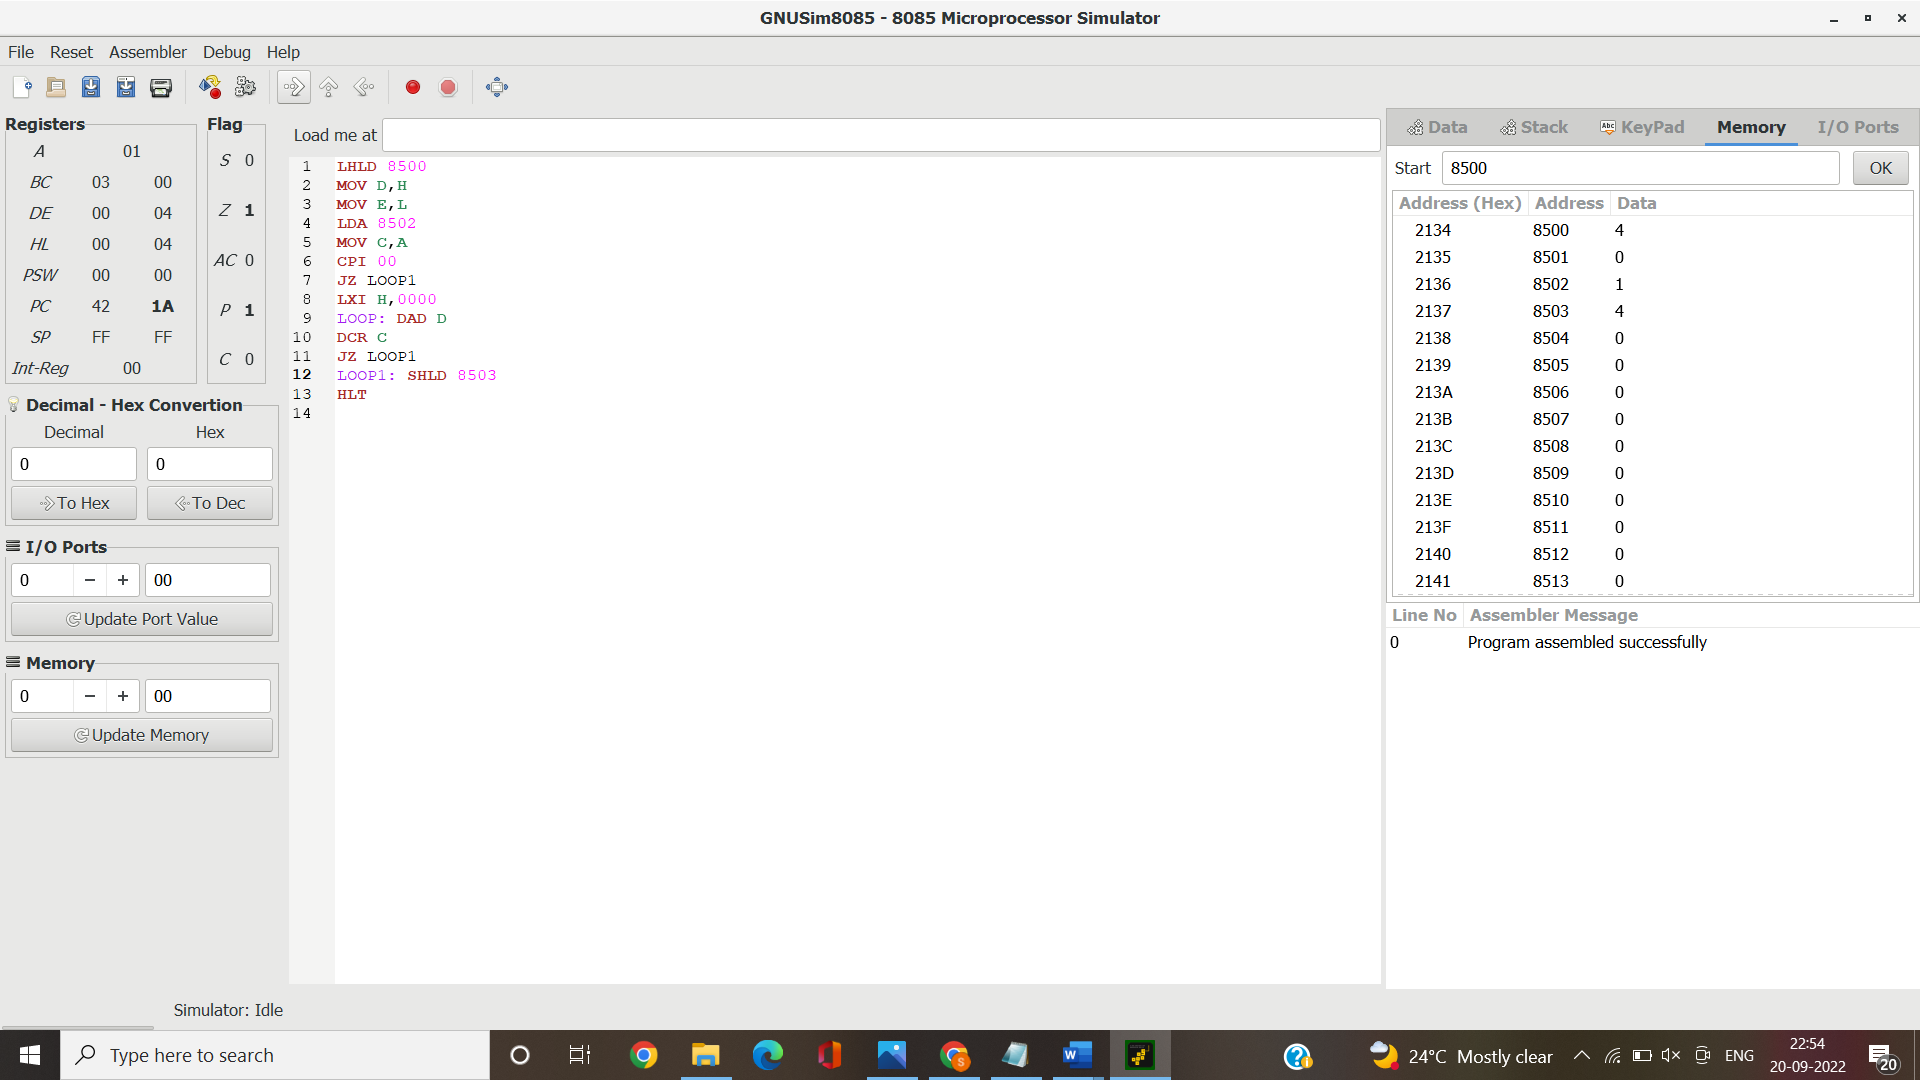 GNUSim8085 - 8085 Microprocessor Simulator
File Reset Assembler Debug Help
Registers
A 01
BC 03 00
DE 00 04
HL 00 04
PSW 00 00
PC 42 1A
SP FF FF
Int-Reg 00
Flag
S 0
Z 1
AC 0
P 1
C 0
Decimal - Hex Convertion
Decimal Hex
0 0
To Hex To Dec
I/O Ports
0 − + 00
Update Port Value
Memory
0 − + 00
Update Memory
Simulator: Idle
Load me at
1 LHLD 8500
2 MOV D,H
3 MOV E,L
4 LDA 8502
5 MOV C,A
6 CPI 00
7 JZ LOOP1
8 LXI H,0000
9 LOOP: DAD D
10 DCR C
11 JZ LOOP1
12 LOOP1: SHLD 8503
13 HLT
14
Data Stack Abc KeyPad Memory I/O Ports
Start 8500 OK
Address (Hex) Address Data
2134 8500 4
2135 8501 0
2136 8502 1
2137 8503 4
2138 8504 0
2139 8505 0
213A 8506 0
213B 8507 0
213C 8508 0
213D 8509 0
213E 8510 0
213F 8511 0
2140 8512 0
2141 8513 0
Line No Assembler Message
0 Program assembled successfully
Type here to search
24°C Mostly clear
ENG
22:54
20-09-2022
20